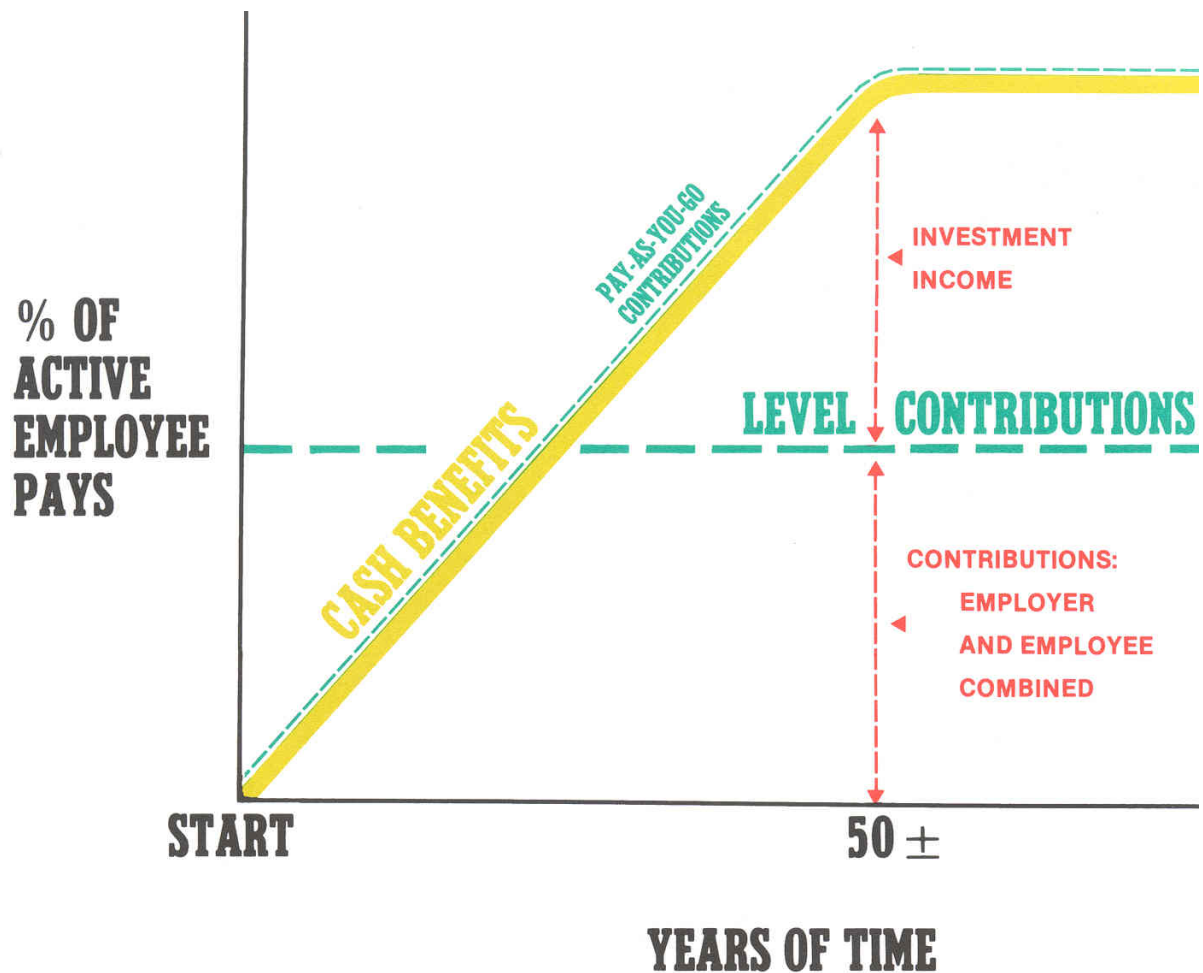 PAY-AS-YOU-GO
CONTRIBUTIONS
INVESTMENT
INCOME
% OF
ACTIVE
EMPLOYEE
PAYS
LEVEL CONTRIBUTIONS
CASH BENEFITS
CONTRIBUTIONS:
EMPLOYER
AND EMPLOYEE
COMBINED
START
50 ±
YEARS OF TIME